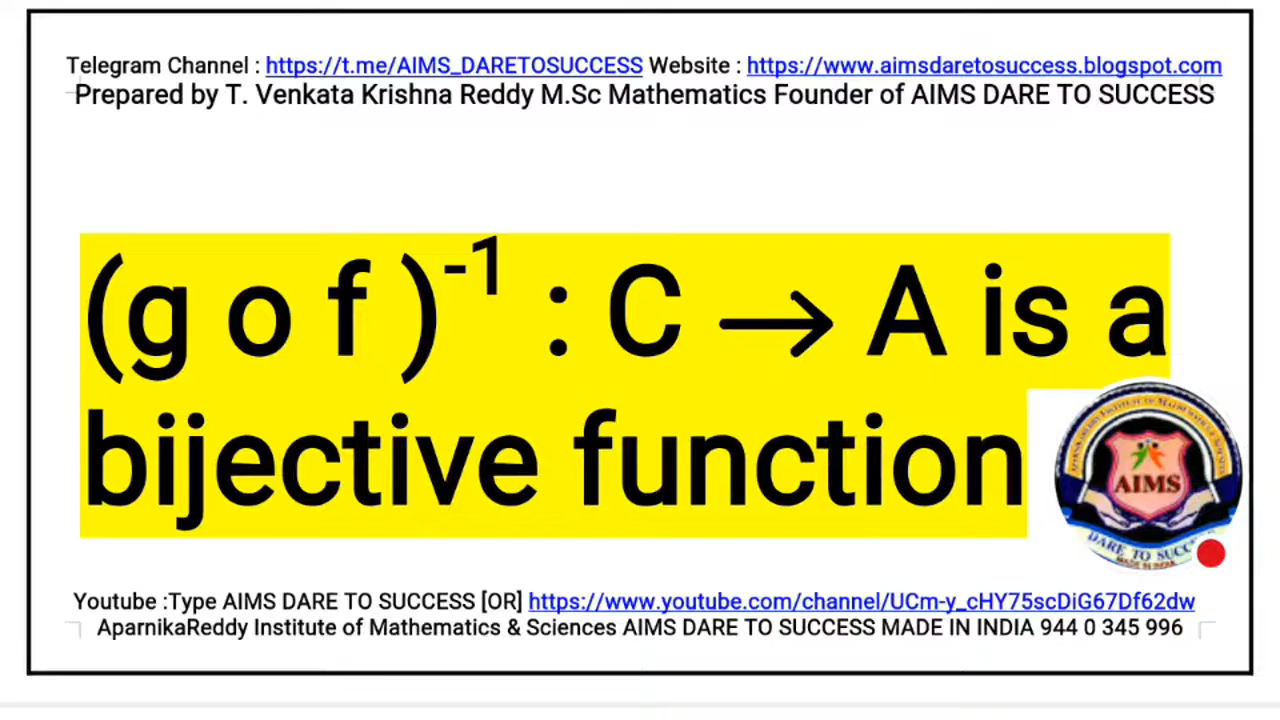 Telegram Channel : https://t.me/AIMS_DARETOSUCCESS Website : https://www.aimsdaretosuccess.blogspot.com
Prepared by T. Venkata Krishna Reddy M.Sc Mathematics Founder of AIMS DARE TO SUCCESS
(g o f )⁻¹ : C → A is a
bijective function
AIMS
DARE TO SUCC
MADE IN INDIA
Youtube :Type AIMS DARE TO SUCCESS [OR] https://www.youtube.com/channel/UCm-y_cHY75scDiG67Df62dw
AparnikaReddy Institute of Mathematics & Sciences AIMS DARE TO SUCCESS MADE IN INDIA 944 0 345 996